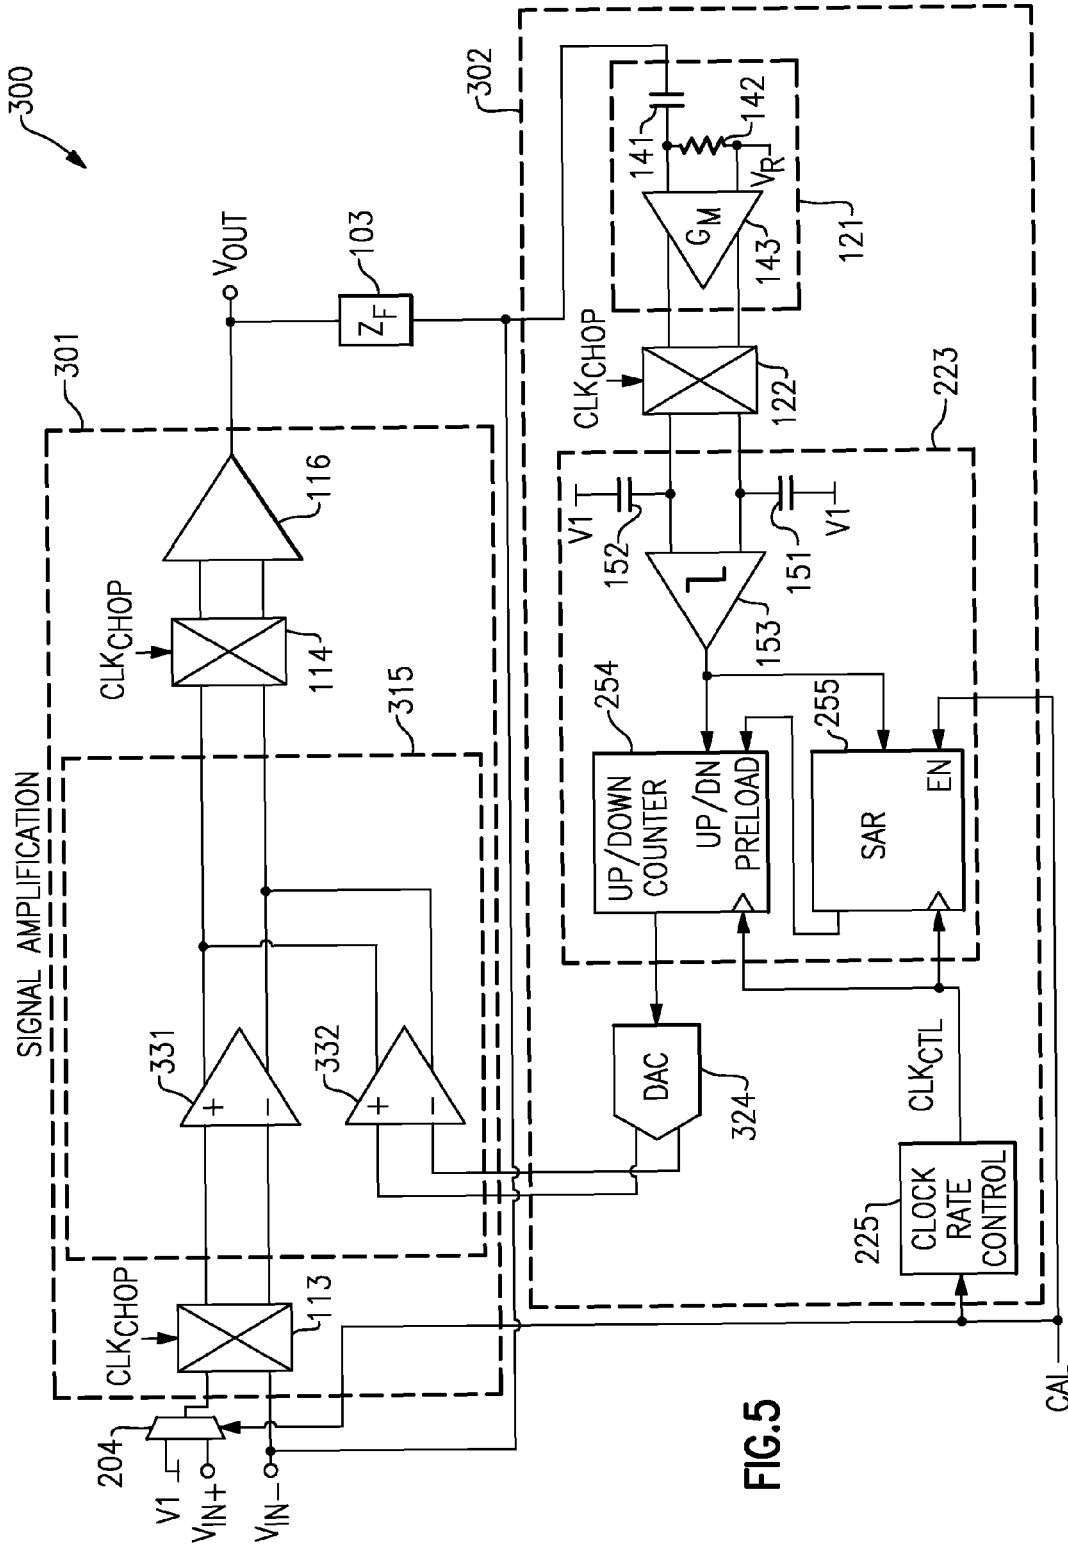 300
SIGNAL AMPLIFICATION
301
315
331
332
116
114
113
204
CLKCHOP
CLKCHOP
V1
VIN+
VIN−
+
−
+
−
VOUT
ZF
103
302
141
142
VR
GM
143
121
CLKCHOP
122
223
V1
152
151
V1
153
254
UP/DOWN
COUNTER
UP/DN
PRELOAD
255
SAR
EN
DAC
324
CLKCTL
225
CLOCK
RATE
CONTROL
CAL
FIG.5